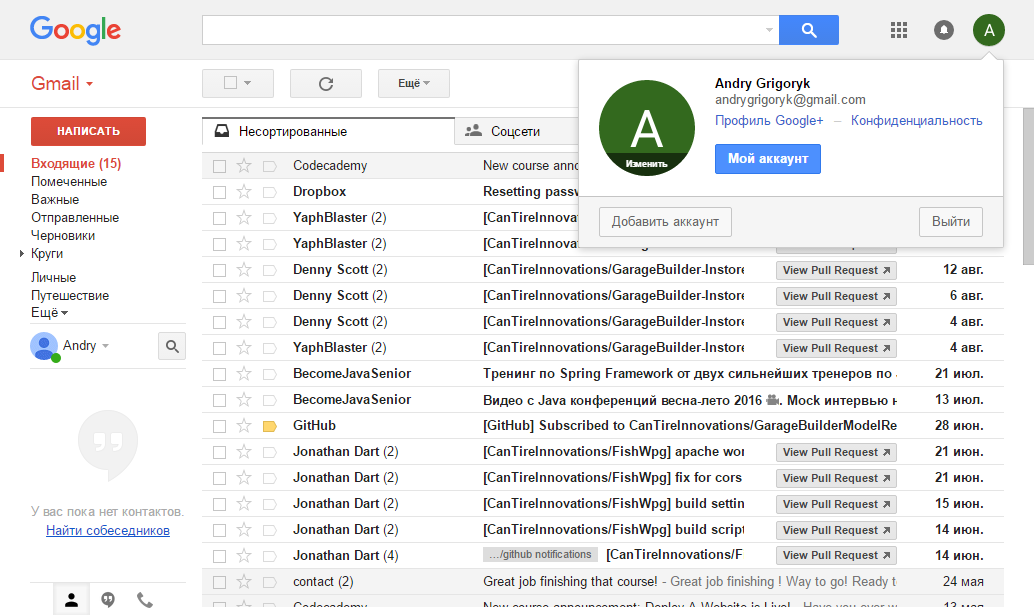 Google
A
Gmail
Ещё
Andry Grigoryk
andrygrigoryk@gmail.com
Профиль Google+ – Конфиденциальность
A
Изменить
Мой аккаунт
Добавить аккаунт
Выйти
НАПИСАТЬ
Входящие (15)
Помеченные
Важные
Отправленные
Черновики
Круги
Личные
Путешествие
Ещё
Andry
У вас пока нет контактов.
Найти собеседников
Несортированные
Соцсети
Codecademy New course anno
Dropbox Resetting passw
YaphBlaster (2) [CanTireInnova
YaphBlaster (2) [CanTireInnova
Denny Scott (2) [CanTireInnovations/GarageBuilder-Instore View Pull Request 12 авг.
Denny Scott (2) [CanTireInnovations/GarageBuilder-Instore View Pull Request 6 авг.
Denny Scott (2) [CanTireInnovations/GarageBuilder-Instore View Pull Request 4 авг.
YaphBlaster (2) [CanTireInnovations/GarageBuilder-Instore View Pull Request 4 авг.
BecomeJavaSenior Тренинг по Spring Framework от двух сильнейших тренеров по 21 июл.
BecomeJavaSenior Видео с Java конференций весна-лето 2016 . Mock интервью н 13 июл.
GitHub [GitHub] Subscribed to CanTireInnovations/GarageBuilderModelRe 28 июн.
Jonathan Dart (2) [CanTireInnovations/FishWpg] apache wor View Pull Request 21 июн.
Jonathan Dart (2) [CanTireInnovations/FishWpg] fix for cors View Pull Request 21 июн.
Jonathan Dart (2) [CanTireInnovations/FishWpg] build settin View Pull Request 15 июн.
Jonathan Dart (2) [CanTireInnovations/FishWpg] build script View Pull Request 14 июн.
Jonathan Dart (4) .../github notifications [CanTireInnovations/F View Pull Request 14 июн.
contact (2) Great job finishing that course! - Great job finishing ! Way to go! Ready to 24 мая
Codecademy New course announcement: Deploy A Website is Live! - Have you ever w 13 мая